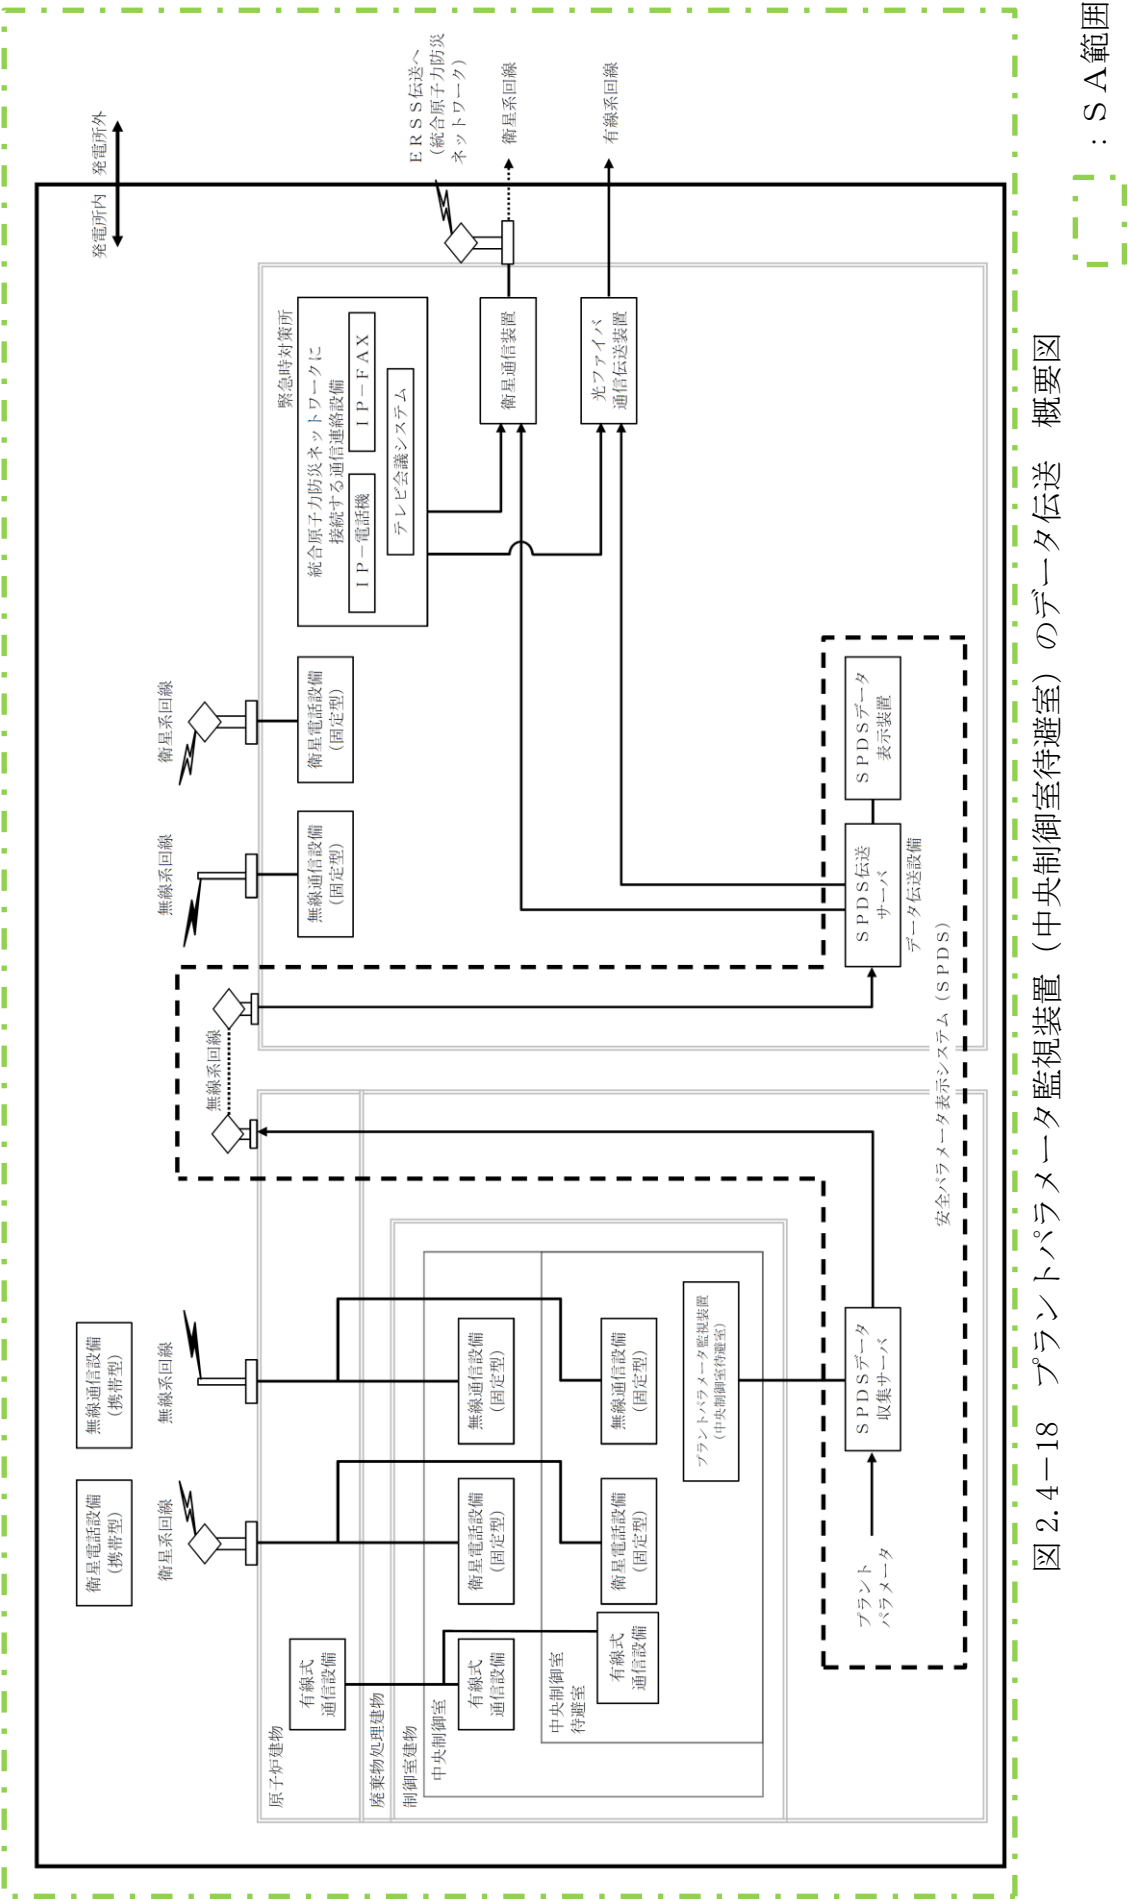 発電所内
発電所外
無線通信設備
（携帯型）
衛星電話設備
（携帯型）
衛星系回線
無線系回線
無線系回線
無線系回線
衛星系回線
原子炉建物
有線式
通信設備
廃棄物処理建物
制御室建物
中央制御室
有線式
通信設備
衛星電話設備
（固定型）
無線通信設備
（固定型）
中央制御室
待避室
有線式
通信設備
衛星電話設備
（固定型）
無線通信設備
（固定型）
プラントパラメータ監視装置
（中央制御室待避室）
プラント
パラメータ
ＳＰＤＳデータ
収集サーバ
安全パラメータ表示システム（ＳＰＤＳ）
無線通信設備
（固定型）
衛星電話設備
（固定型）
緊急時対策所
統合原子力防災ネットワークに
接続する通信連絡設備
ＩＰ－電話機
ＩＰ－ＦＡＸ
テレビ会議システム
衛星通信装置
光ファイバ
通信伝送装置
ＥＲＳＳ伝送へ
（統合原子力防災
ネットワーク）
衛星系回線
有線系回線
ＳＰＤＳ伝送
サーバ
データ伝送設備
ＳＰＤＳデータ
表示装置
図 2.4－18　プラントパラメータ監視装置（中央制御室待避室）のデータ伝送　概要図
：ＳＡ範囲